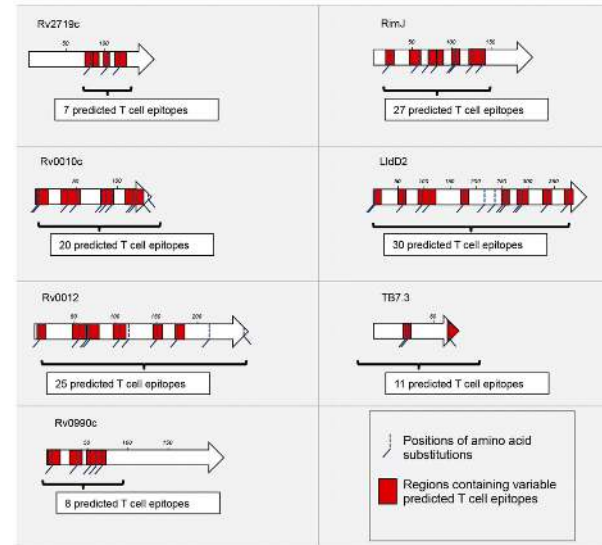 Rv2719c
50 100
7 predicted T cell epitopes
RimJ
50 100 150
27 predicted T cell epitopes
Rv0010c
50 100
20 predicted T cell epitopes
LldD2
50 100 150 200 250 300 350
30 predicted T cell epitopes
Rv0012
50 100 150 200
25 predicted T cell epitopes
TB7.3
50
11 predicted T cell epitopes
Rv0990c
50 100 150
8 predicted T cell epitopes
Positions of amino acid
substitutions
Regions containing variable
predicted T cell epitopes